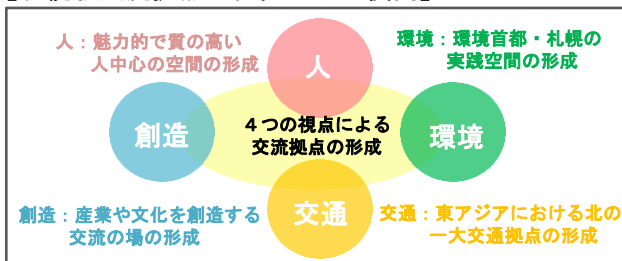 人：魅力的で質の高い
人中心の空間の形成
人
環境：環境首都・札幌の
実践空間の形成
創造
４つの視点による
交流拠点の形成
環境
創造：産業や文化を創造する
交流の場の形成
交通
交通：東アジアにおける北の
一大交通拠点の形成